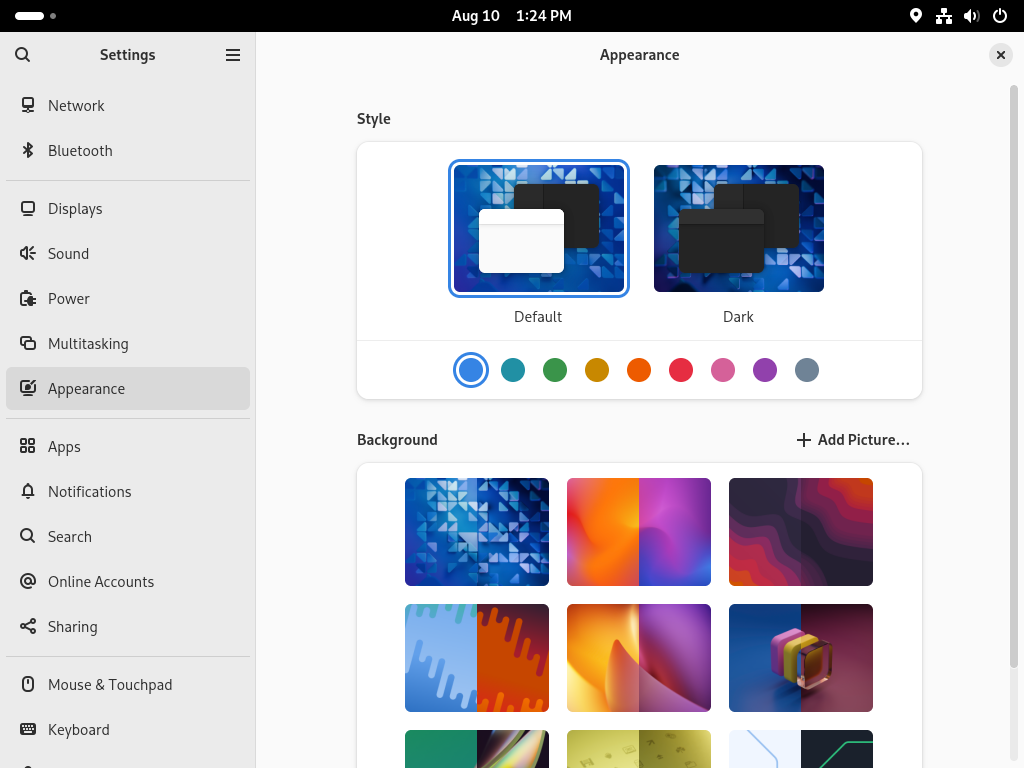 Aug 10 1:24 PM
Settings
Appearance
Network
Bluetooth
Displays
Sound
Power
Multitasking
Appearance
Apps
Notifications
Search
Online Accounts
Sharing
Mouse & Touchpad
Keyboard
Style
Default
Dark
Background
Add Picture…